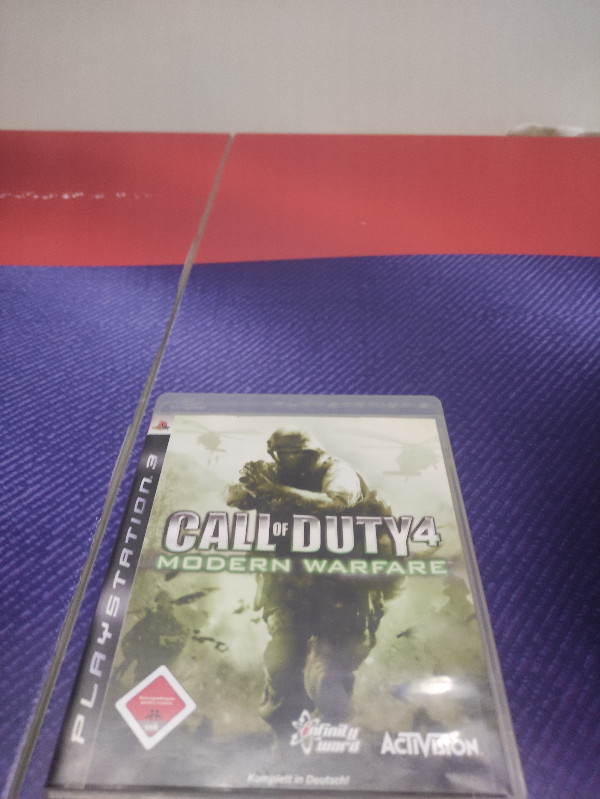 PLAYSTATION 3
CALL OF DUTY 4
MODERN WARFARE
infinity
ward
ACTIVISION
Komplett in Deutsch!